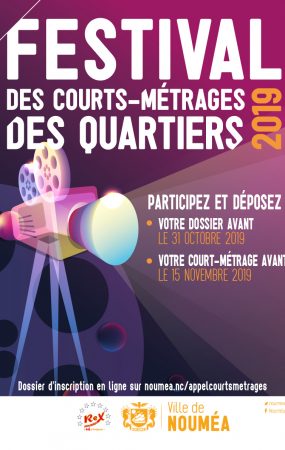 FESTIVAL
DES COURTS-MÉTRAGES
DES QUARTIERS
2019
PARTICIPEZ ET DÉPOSEZ
• VOTRE DOSSIER AVANT
LE 31 OCTOBRE 2019
• VOTRE COURT-MÉTRAGE AVANT
LE 15 NOVEMBRE 2019
Dossier d'inscription en ligne sur noumea.nc/appelcourtsmetrages
ReX
Ville de
NOUMÉA